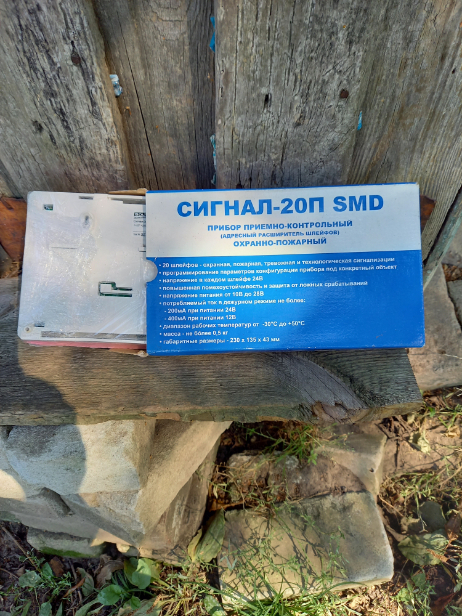 СИГНАЛ-20П SMD
ПРИБОР ПРИЕМНО-КОНТРОЛЬНЫЙ
(АДРЕСНЫЙ РАСШИРИТЕЛЬ ШЛЕЙФОВ)
ОХРАННО-ПОЖАРНЫЙ
• 20 шлейфов - охранная, пожарная, тревожная и технологическая сигнализации
• программирование параметров конфигурации прибора под конкретный объект
• напряжение в каждом шлейфе 24В
• повышенная помехоустойчивость и защита от ложных срабатываний
• напряжение питания от 10В до 28В
• потребляемый ток в дежурном режиме не более:
- 200мА при питании 24В
- 400мА при питании 12В
• диапазон рабочих температур от -30°С до +50°С
• масса - не более 0,5 кг
• габаритные размеры - 230 х 135 х 43 мм